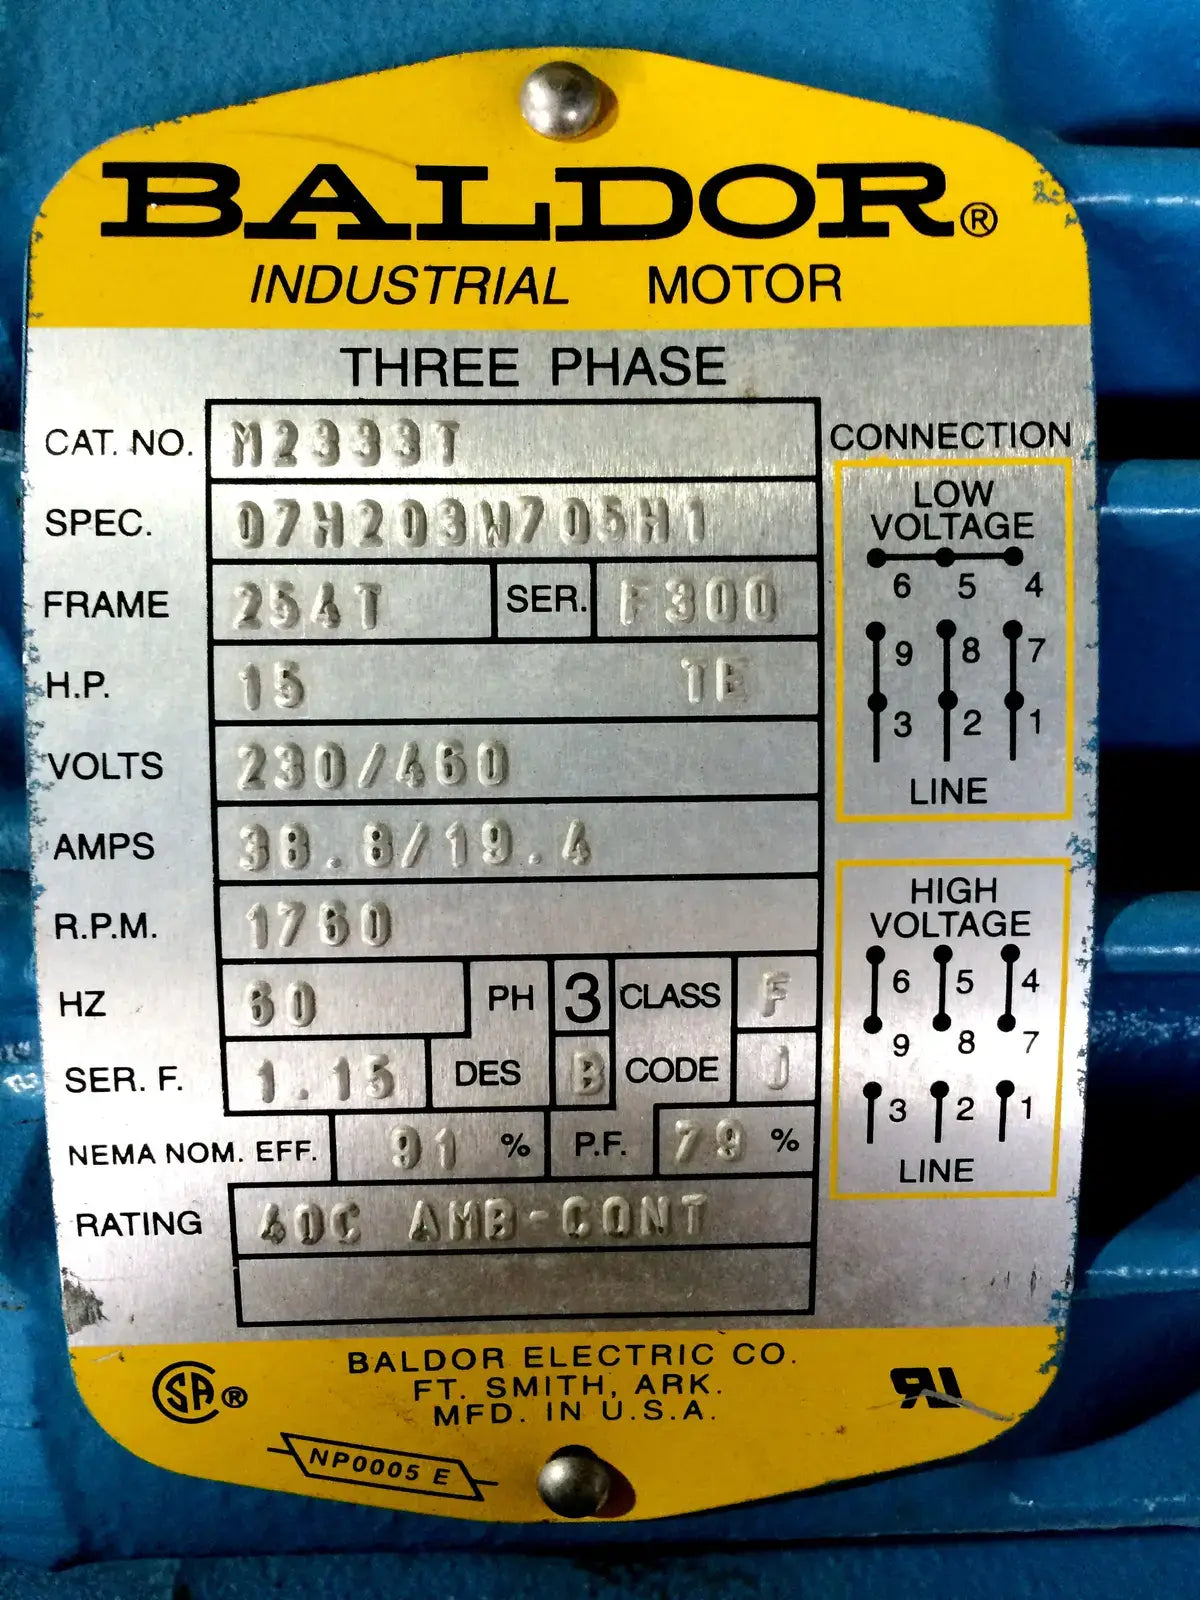 BALDOR®
INDUSTRIAL MOTOR
THREE PHASE
CAT. NO. M2333T
SPEC. 07H203W705H1
FRAME 254T SER. F300
H.P. 15 TE
VOLTS 230/460
AMPS 38.8/19.4
R.P.M. 1760
HZ 60 PH 3 CLASS F
SER. F. 1.15 DES B CODE J
NEMA NOM. EFF. 91 % P.F. 79 %
RATING 40C AMB-CONT
CONNECTION
LOW
VOLTAGE
6 5 4
9 8 7
3 2 1
LINE
HIGH
VOLTAGE
6 5 4
9 8 7
3 2 1
LINE
BALDOR ELECTRIC CO.
FT. SMITH, ARK.
MFD. IN U.S.A.
SA®
NP0005 E